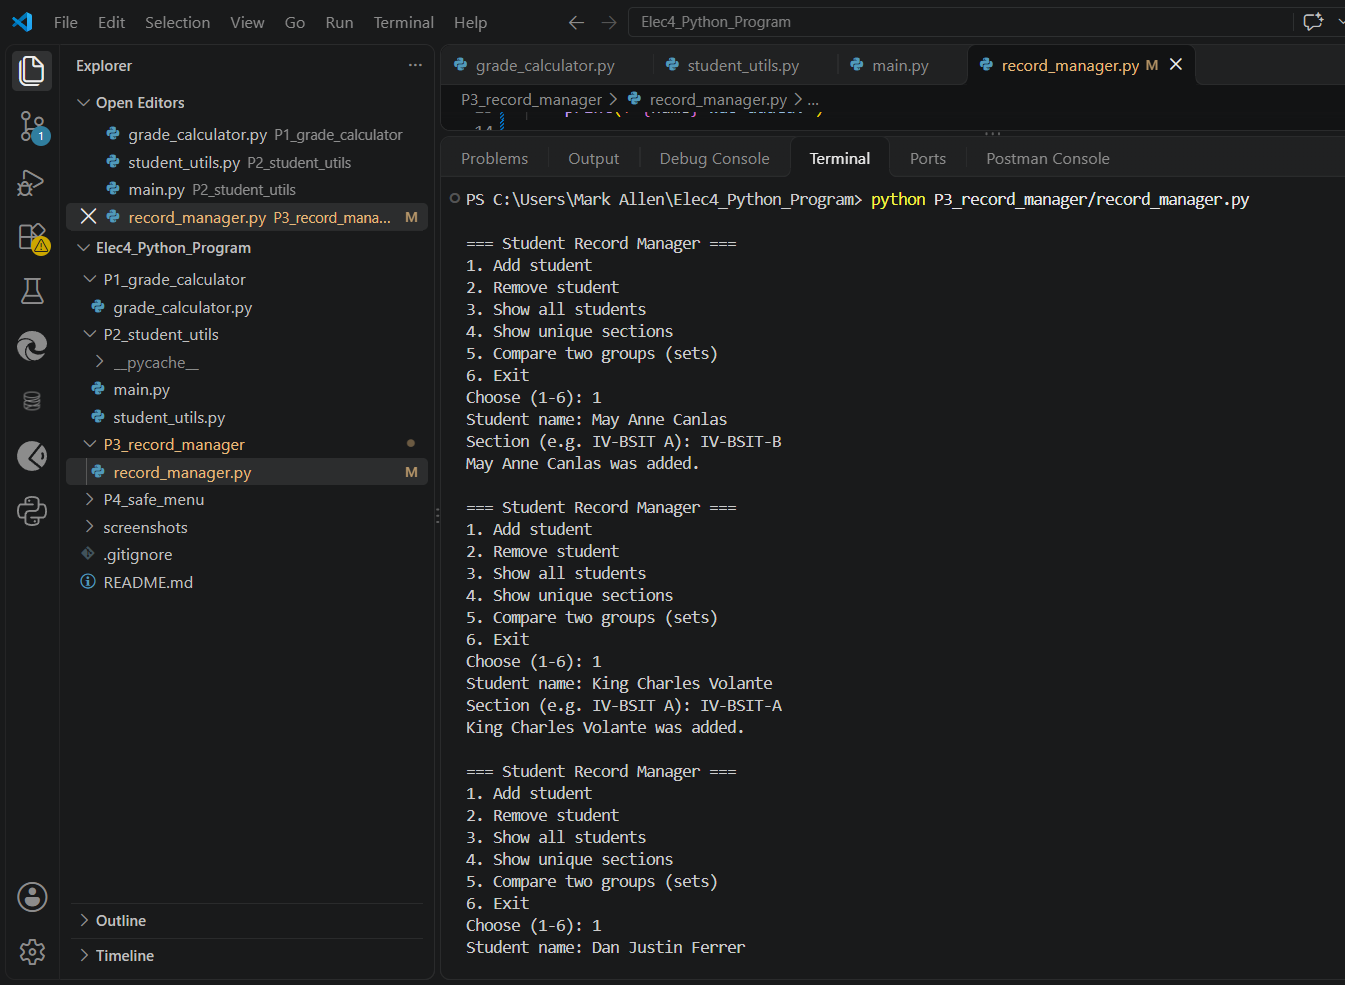 File Edit Selection View Go Run Terminal Help
Elec4_Python_Program
Explorer
Open Editors
grade_calculator.py P1_grade_calculator
student_utils.py P2_student_utils
main.py P2_student_utils
record_manager.py P3_record_mana... M
Elec4_Python_Program
P1_grade_calculator
grade_calculator.py
P2_student_utils
__pycache__
main.py
student_utils.py
P3_record_manager
record_manager.py M
P4_safe_menu
screenshots
.gitignore
README.md
Outline
Timeline
1
grade_calculator.py student_utils.py main.py record_manager.py M
P3_record_manager > record_manager.py > ...
14
Problems Output Debug Console Terminal Ports Postman Console
PS C:\Users\Mark Allen\Elec4_Python_Program> python P3_record_manager/record_manager.py
=== Student Record Manager ===
1. Add student
2. Remove student
3. Show all students
4. Show unique sections
5. Compare two groups (sets)
6. Exit
Choose (1-6): 1
Student name: May Anne Canlas
Section (e.g. IV-BSIT A): IV-BSIT-B
May Anne Canlas was added.
=== Student Record Manager ===
1. Add student
2. Remove student
3. Show all students
4. Show unique sections
5. Compare two groups (sets)
6. Exit
Choose (1-6): 1
Student name: King Charles Volante
Section (e.g. IV-BSIT A): IV-BSIT-A
King Charles Volante was added.
=== Student Record Manager ===
1. Add student
2. Remove student
3. Show all students
4. Show unique sections
5. Compare two groups (sets)
6. Exit
Choose (1-6): 1
Student name: Dan Justin Ferrer